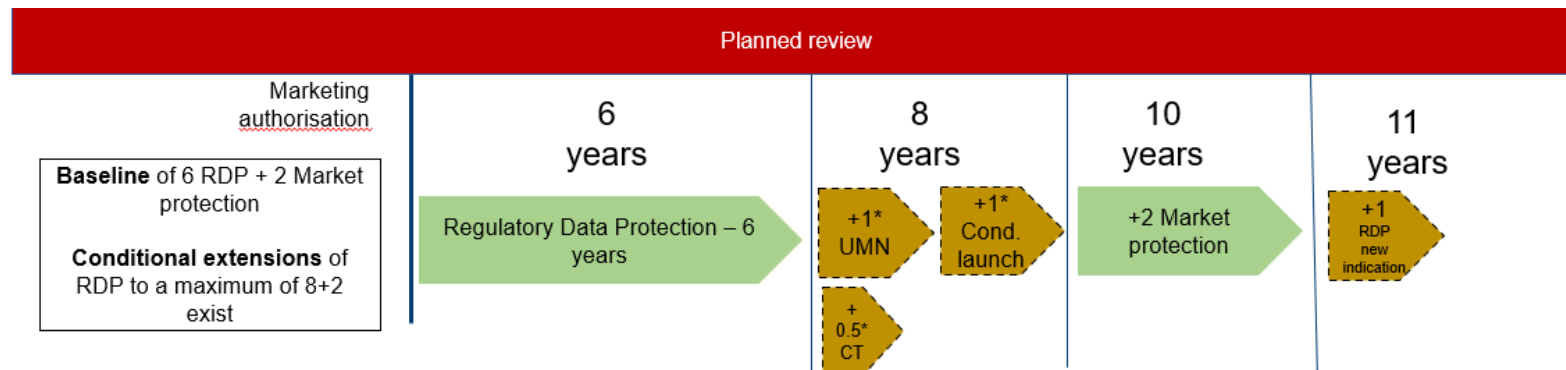 Planned review
Marketing
authorisation
Baseline of 6 RDP + 2 Market
protection
Conditional extensions of
RDP to a maximum of 8+2
exist
6
years
Regulatory Data Protection – 6
years
8
years
+1*
UMN
+1*
Cond.
launch
+
0.5*
CT
10
years
+2 Market
protection
11
years
+1
RDP
new
indication